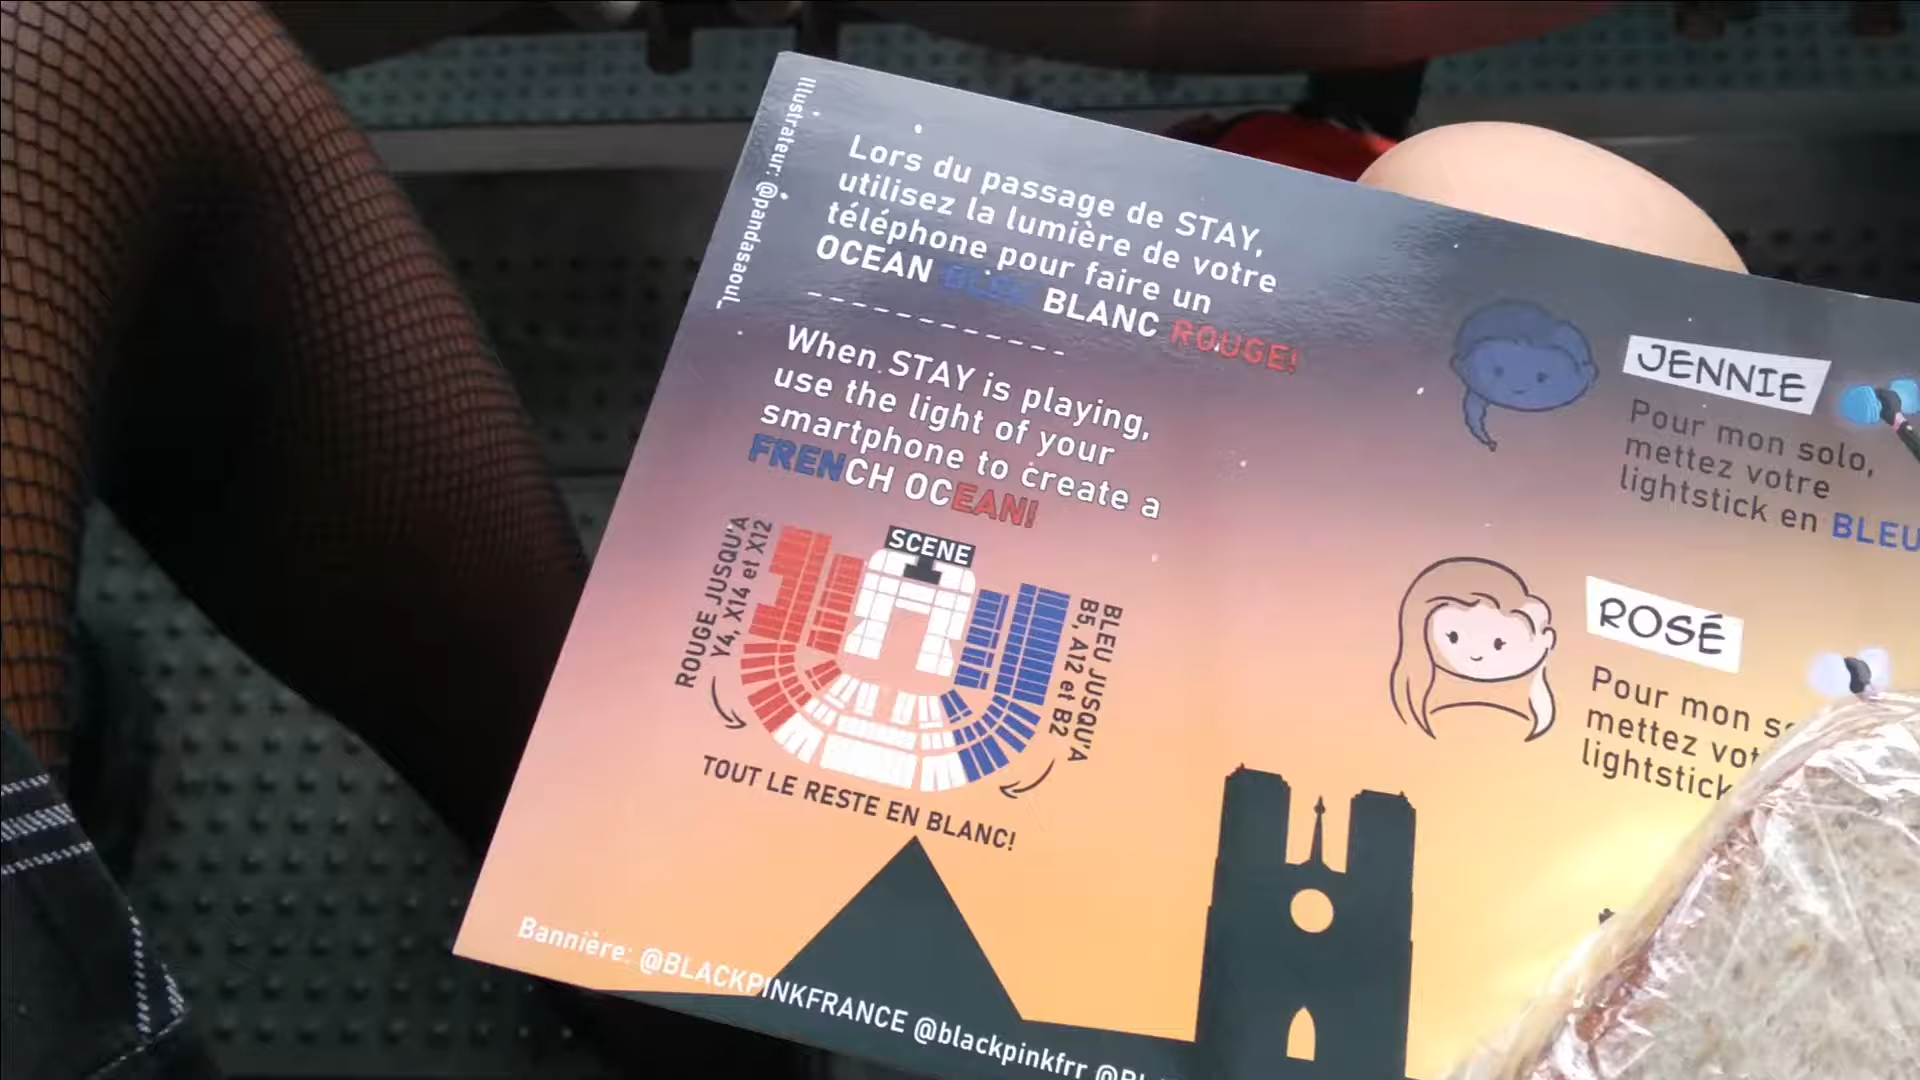 Illustrateur: @pandasaoul_
Lors du passage de STAY,
utilisez la lumière de votre
téléphone pour faire un
OCEAN BLEU BLANC ROUGE!
When STAY is playing,
use the light of your
smartphone to create a
FRENCH OCEAN!
SCENE
ROUGE JUSQU'A
Y4, X14 et X12
BLEU JUSQU'A
B5, A12 et B2
TOUT LE RESTE EN BLANC!
Bannière: @BLACKPINKFRANCE @blackpinkfrr
JENNIE
Pour mon solo,
mettez votre
lightstick en BLEU
ROSÉ
Pour mon
mettez
lightstick